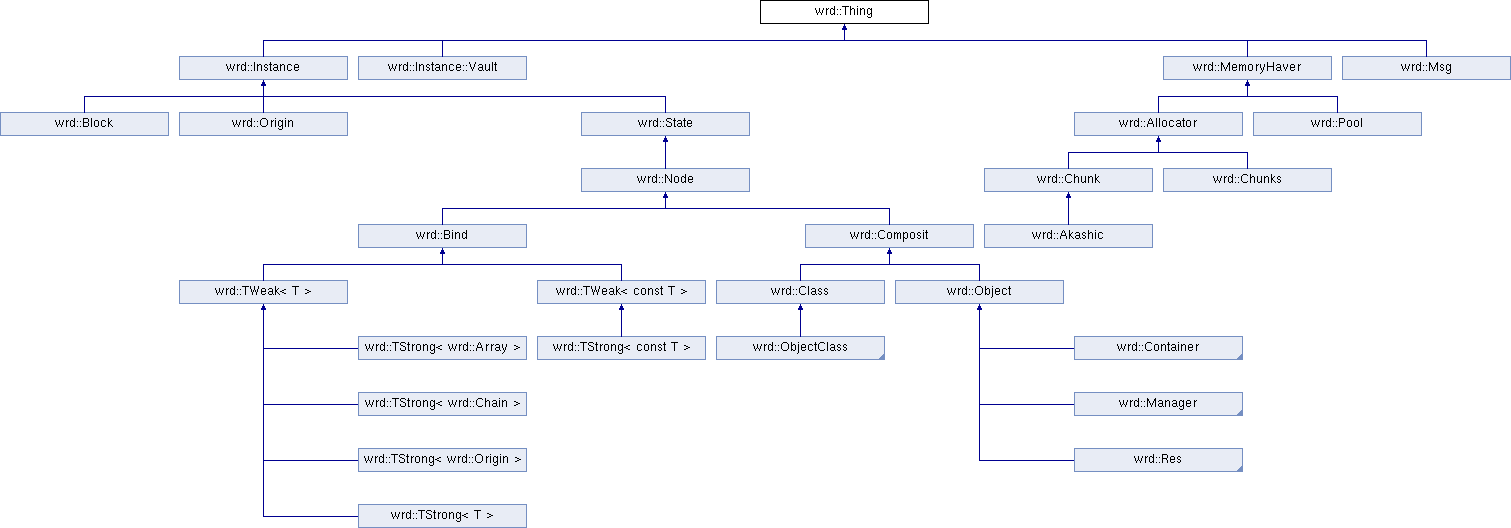 wrd::Thing
wrd::Instance
wrd::Instance::Vault
wrd::MemoryHaver
wrd::Msg
wrd::Block
wrd::Origin
wrd::State
wrd::Allocator
wrd::Pool
wrd::Node
wrd::Chunk
wrd::Chunks
wrd::Bind
wrd::Composit
wrd::Akashic
wrd::TWeak< T >
wrd::TWeak< const T >
wrd::Class
wrd::Object
wrd::TStrong< wrd::Array >
wrd::TStrong< const T >
wrd::ObjectClass
wrd::Container
wrd::TStrong< wrd::Chain >
wrd::Manager
wrd::TStrong< wrd::Origin >
wrd::Res
wrd::TStrong< T >